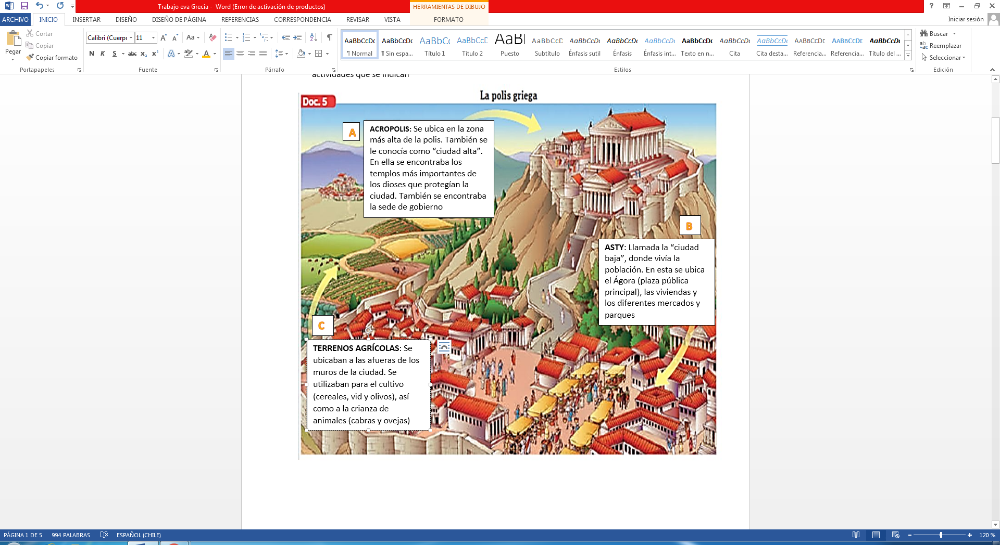 Trabajo eva Grecia - Word (Error de activación de productos)
HERRAMIENTAS DE DIBUJO
ARCHIVO INICIO INSERTAR DISEÑO DISEÑO DE PÁGINA REFERENCIAS CORRESPONDENCIA REVISAR VISTA FORMATO
Iniciar sesión
Pegar
Cortar
Copiar
Copiar formato
Portapapeles
Calibri (Cuerpc 11
N K S abc x₂ x²
Aa
A
Fuente
Párrafo
AaBbCcDc AaBbCcDc AaBbCc AaBbCcD AaBl AaBbCcD AaBbCcDc AaBbCcDc AaBbCcDc AaBbCcDc AaBbCcDc AaBbCcDc AABBCCDD AABBCCDD AaBbCcDc
¶ Normal ¶ Sin espa... Título 1 Título 2 Puesto Subtítulo Énfasis sutil Énfasis Énfasis int... Texto en n... Cita Cita desta... Referencia... Referencia... Título del ...
Estilos
Buscar
Reemplazar
Seleccionar
Edición
actividades que se indican
La polis griega
Doc. 5
A
ACROPOLIS: Se ubica en la zona
más alta de la polis. También se
le conocía como “ciudad alta”.
En ella se encontraba los
templos más importantes de
los dioses que protegían la
ciudad. También se encontraba
la sede de gobierno
B
ASTY: Llamada la “ciudad
baja”, donde vivía la
población. En esta se ubica
el Ágora (plaza pública
principal), las viviendas y
los diferentes mercados y
parques
C
TERRENOS AGRÍCOLAS: Se
ubicaban a las afueras de los
muros de la ciudad. Se
utilizaban para el cultivo
(cereales, vid y olivos), así
como a la crianza de
animales (cabras y ovejas)
PÁGINA 1 DE 5 994 PALABRAS ESPAÑOL (CHILE)
120 %